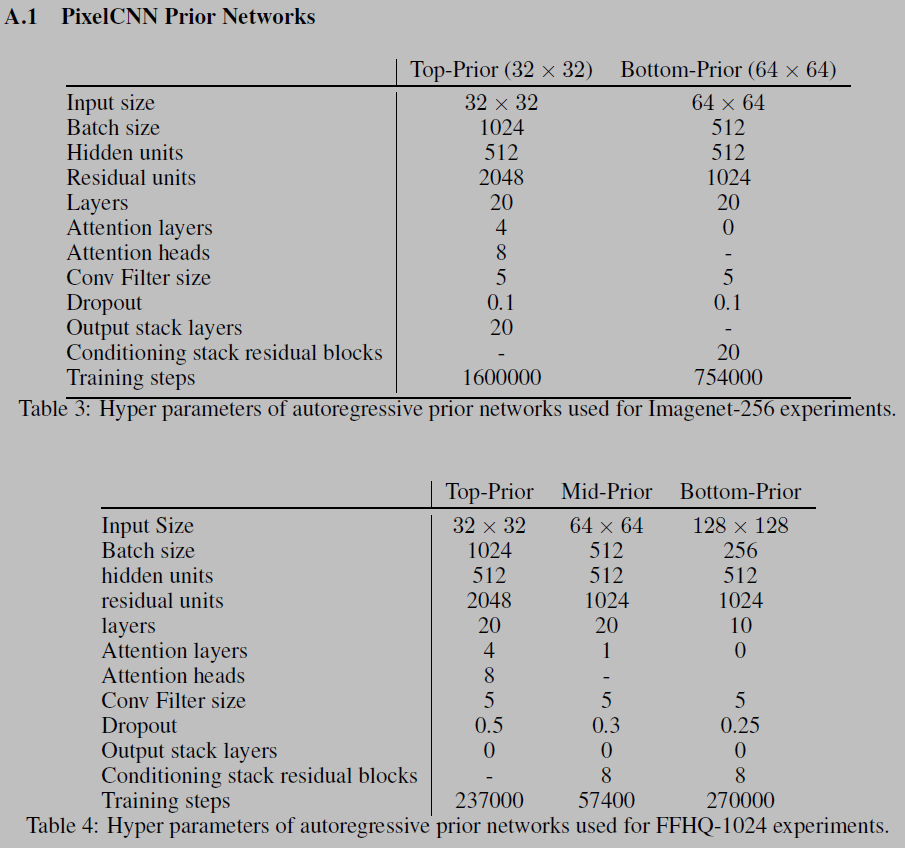 A.1 PixelCNN Prior Networks
Top-Prior (32 × 32) Bottom-Prior (64 × 64)
Input size 32 × 32 64 × 64
Batch size 1024 512
Hidden units 512 512
Residual units 2048 1024
Layers 20 20
Attention layers 4 0
Attention heads 8 -
Conv Filter size 5 5
Dropout 0.1 0.1
Output stack layers 20 -
Conditioning stack residual blocks - 20
Training steps 1600000 754000
Table 3: Hyper parameters of autoregressive prior networks used for Imagenet-256 experiments.
Top-Prior Mid-Prior Bottom-Prior
Input Size 32 × 32 64 × 64 128 × 128
Batch size 1024 512 256
hidden units 512 512 512
residual units 2048 1024 1024
layers 20 20 10
Attention layers 4 1 0
Attention heads 8 -
Conv Filter size 5 5 5
Dropout 0.5 0.3 0.25
Output stack layers 0 0 0
Conditioning stack residual blocks - 8 8
Training steps 237000 57400 270000
Table 4: Hyper parameters of autoregressive prior networks used for FFHQ-1024 experiments.